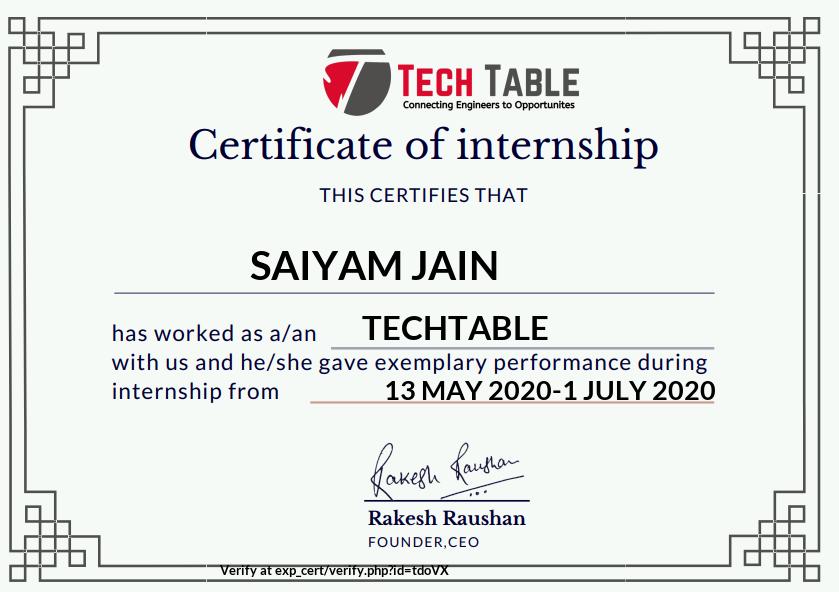 TECH TABLE
Connecting Engineers to Opportunites
Certificate of internship
THIS CERTIFIES THAT
SAIYAM JAIN
has worked as a/an TECHTABLE
with us and he/she gave exemplary performance during
internship from 13 MAY 2020-1 JULY 2020
Rakesh Raushan
Rakesh Raushan
FOUNDER,CEO
Verify at exp_cert/verify.php?id=tdoVX